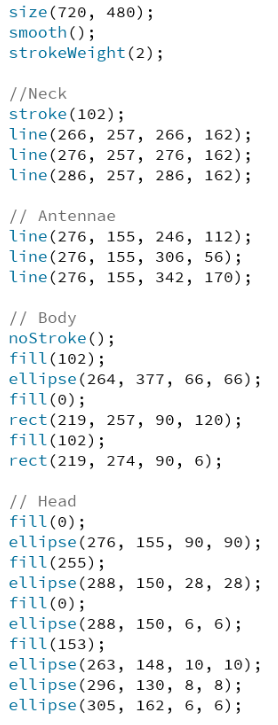 size(720, 480);
smooth();
strokeWeight(2);
//Neck
stroke(102);
line(266, 257, 266, 162);
line(276, 257, 276, 162);
line(286, 257, 286, 162);
// Antennae
line(276, 155, 246, 112);
line(276, 155, 306, 56);
line(276, 155, 342, 170);
// Body
noStroke();
fill(102);
ellipse(264, 377, 66, 66);
fill(0);
rect(219, 257, 90, 120);
fill(102);
rect(219, 274, 90, 6);
// Head
fill(0);
ellipse(276, 155, 90, 90);
fill(255);
ellipse(288, 150, 28, 28);
fill(0);
ellipse(288, 150, 6, 6);
fill(153);
ellipse(263, 148, 10, 10);
ellipse(296, 130, 8, 8);
ellipse(305, 162, 6, 6);